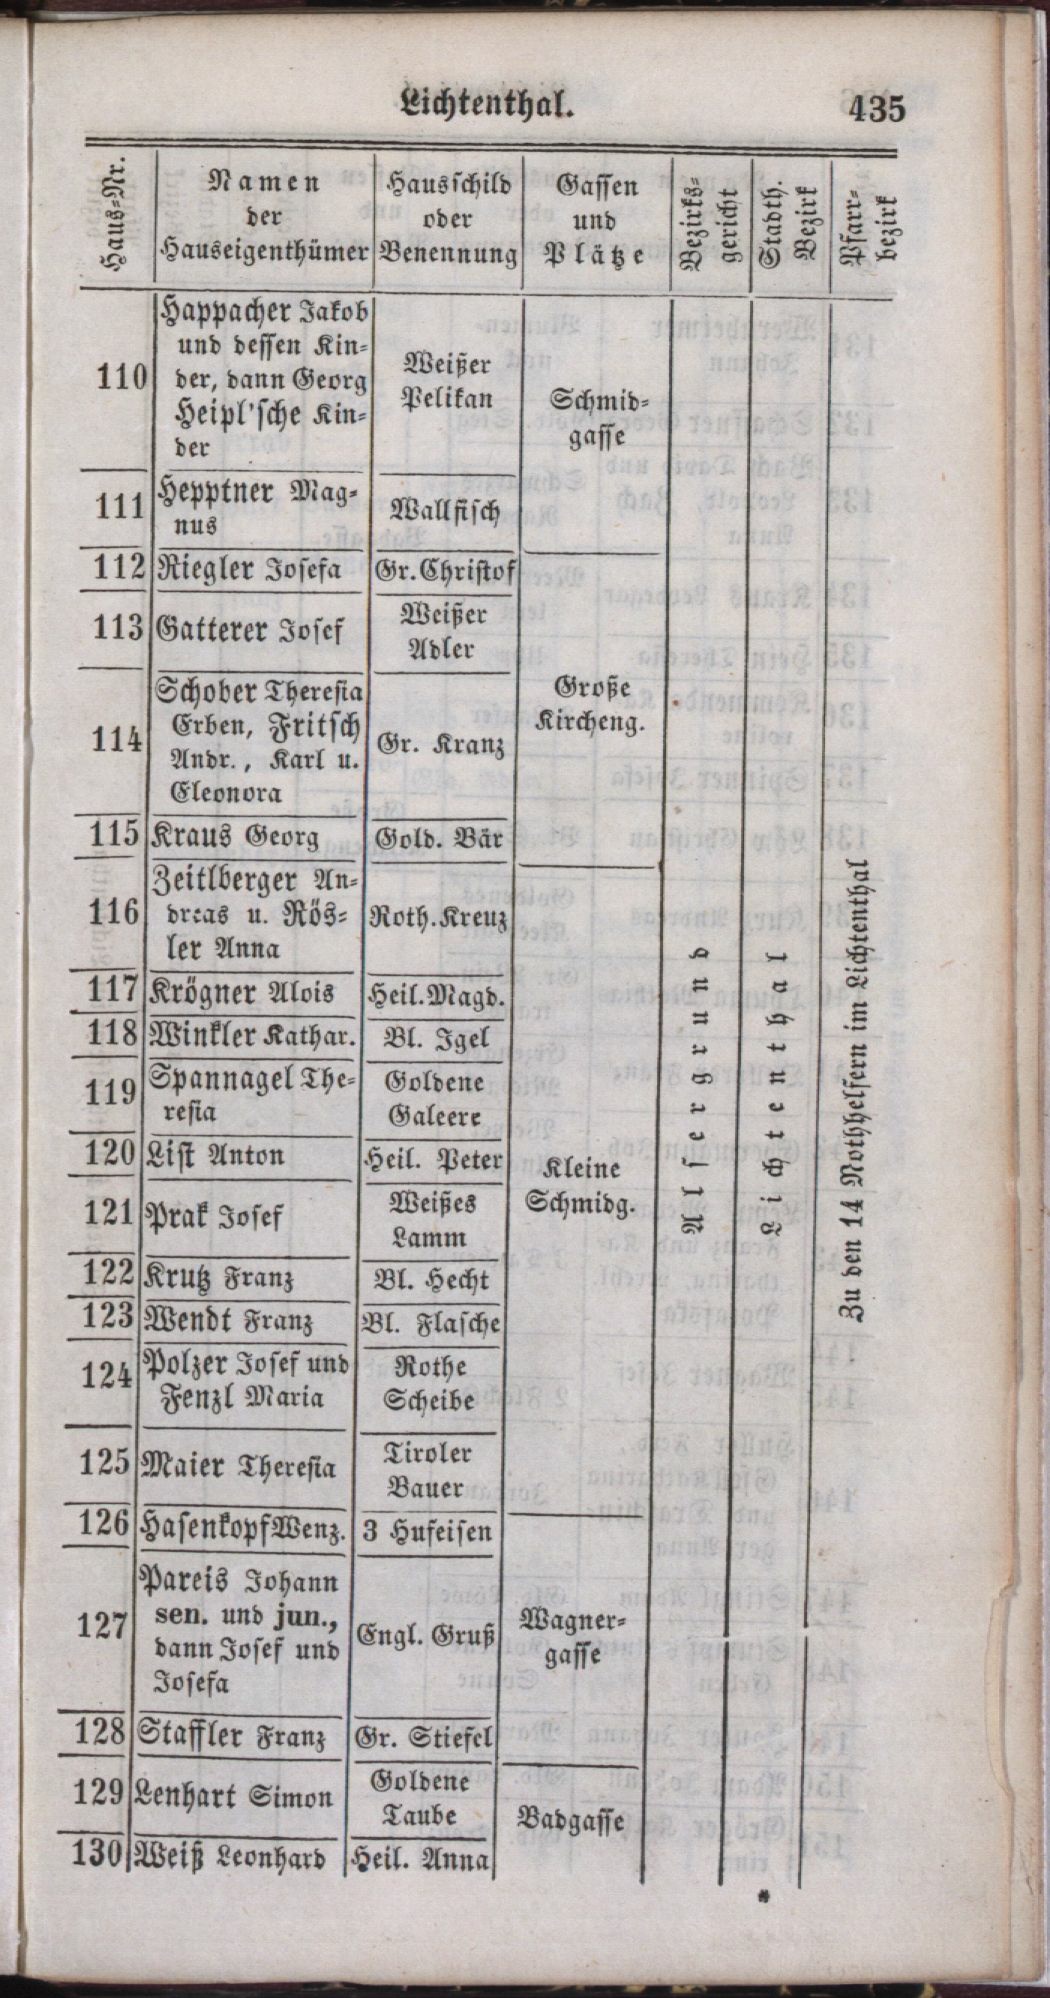 Lichtenthal.
435
Haus-Nr.
Namen
der
Hauseigenthümer
Hausschild
oder
Benennung
Gassen
und
Plätze
Bezirks-
gericht
Stadth.
Bezirk
Pfarr-
bezirk
110
Happacher Jakob
und dessen Kin-
der, dann Georg
Heipl'sche Kin-
der
Weißer
Pelikan
Schmid-
gasse
111
Hepptner Mag-
nus
Wallfisch
112 Riegler Josefa Gr. Christof
113 Gatterer Josef
Weißer
Adler
114
Schober Theresia
Erben, Fritsch
Andr., Karl u.
Eleonora
Gr. Kranz
Große
Kircheng.
115 Kraus Georg Gold. Bär
116
Zeitlberger An-
dreas u. Rös-
ler Anna
Roth. Kreuz
117 Krögner Alois Heil. Magd.
118 Winkler Kathar. Bl. Igel
119
Spannagel The-
resia
Goldene
Galeere
120 List Anton Heil. Peter
Kleine
Schmidg.
121 Prak Josef
Weißes
Lamm
122 Krutz Franz Bl. Hecht
123 Wendt Franz Bl. Flasche
124
Polzer Josef und
Fenzl Maria
Rothe
Scheibe
125 Maier Theresia
Tiroler
Bauer
126 Hasenkopf Wenz. 3 Hufeisen
127
Pareis Johann
sen. und jun.,
dann Josef und
Josefa
Engl. Gruß
Wagner-
gasse
128 Staffler Franz Gr. Stiefel
129 Lenhart Simon
Goldene
Taube
Badgasse
130 Weiß Leonhard Heil. Anna
Alsergrund
Lichtenthal
Zu den 14 Nothhelfern im Lichtenthal
*